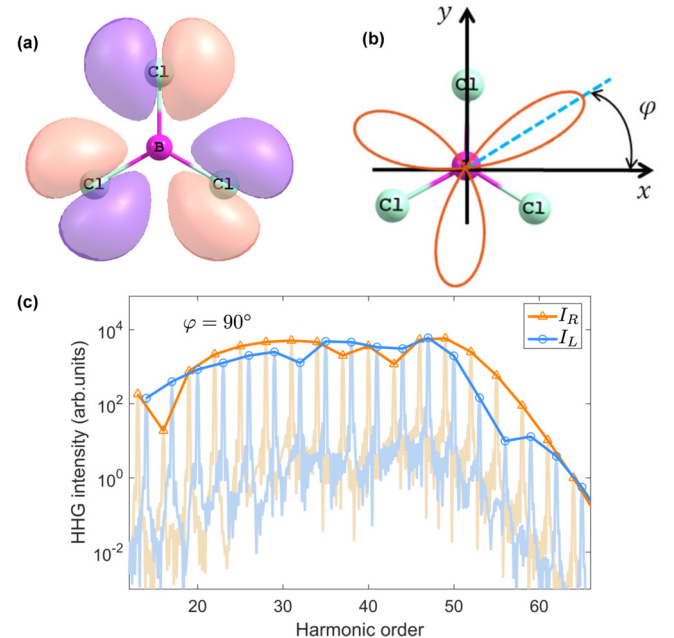 (a)
Cl
B
Cl
Cl
(b)
y
Cl
φ
x
Cl
Cl
(c)
φ = 90°
I_R
I_L
HHG intensity (arb.units)
10^4
10^2
10^0
10^-2
20 30 40 50 60
Harmonic order